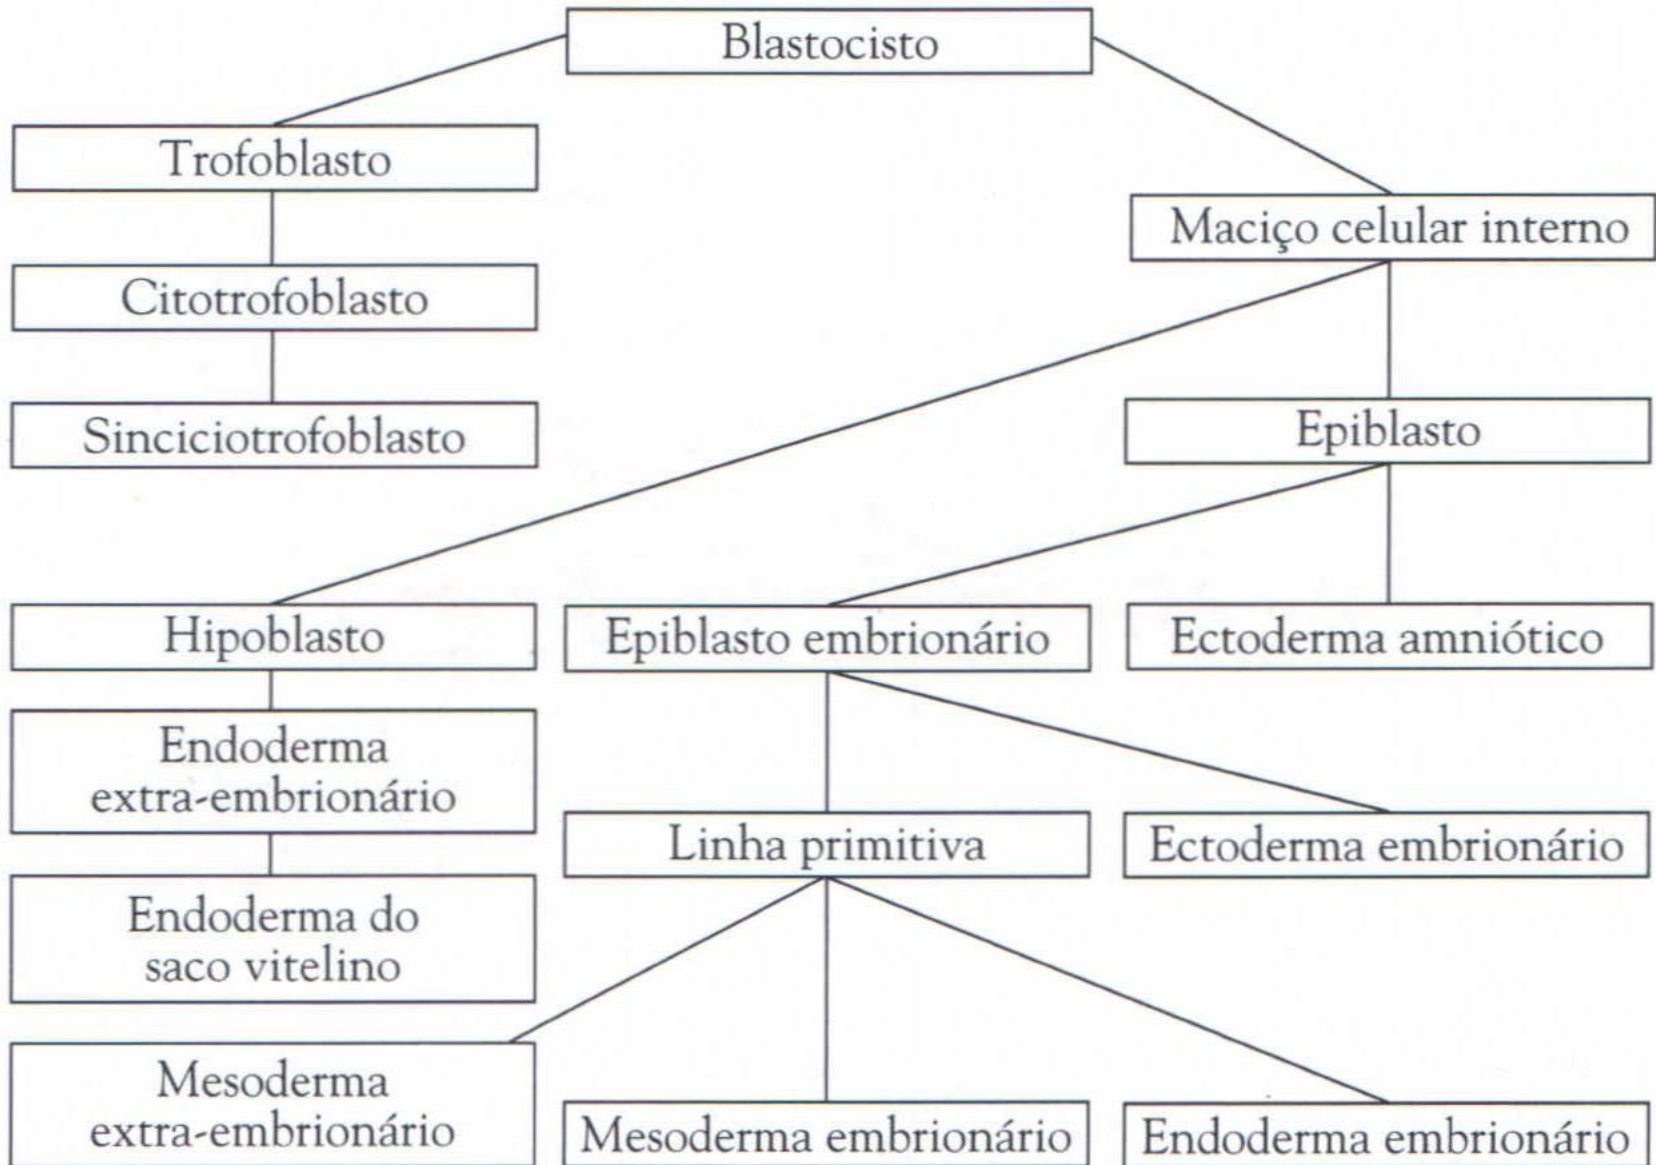 Blastocisto
Trofoblasto
Maciço celular interno
Citotrofoblasto
Sinciciotrofoblasto
Epiblasto
Hipoblasto
Epiblasto embrionário
Ectoderma amniótico
Endoderma
extra-embrionário
Linha primitiva
Ectoderma embrionário
Endoderma do
saco vitelino
Mesoderma
extra-embrionário
Mesoderma embrionário
Endoderma embrionário